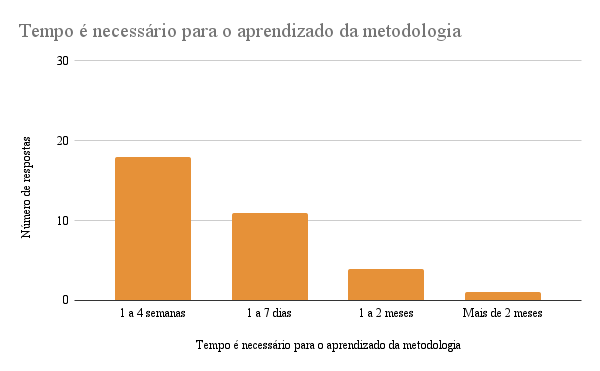 Tempo é necessário para o aprendizado da metodologia
30
20
10
0
Número de respostas
1 a 4 semanas
1 a 7 dias
1 a 2 meses
Mais de 2 meses
Tempo é necessário para o aprendizado da metodologia